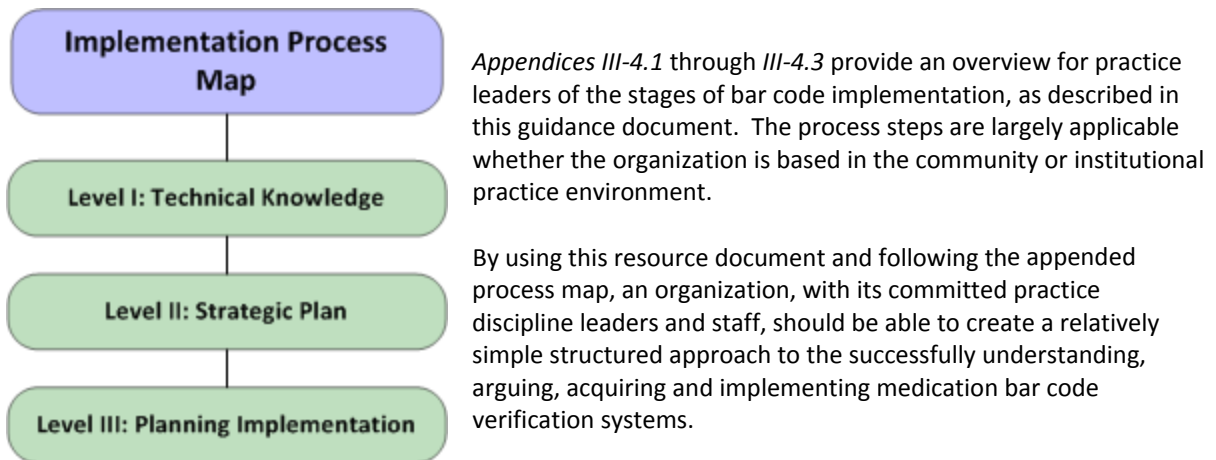 Implementation Process
Map
Level I: Technical Knowledge
Level II: Strategic Plan
Level III: Planning Implementation
Appendices III-4.1 through III-4.3 provide an overview for practice
leaders of the stages of bar code implementation, as described in
this guidance document.  The process steps are largely applicable
whether the organization is based in the community or institutional
practice environment.
By using this resource document and following the appended
process map, an organization, with its committed practice
discipline leaders and staff, should be able to create a relatively
simple structured approach to the successfully understanding,
arguing, acquiring and implementing medication bar code
verification systems.